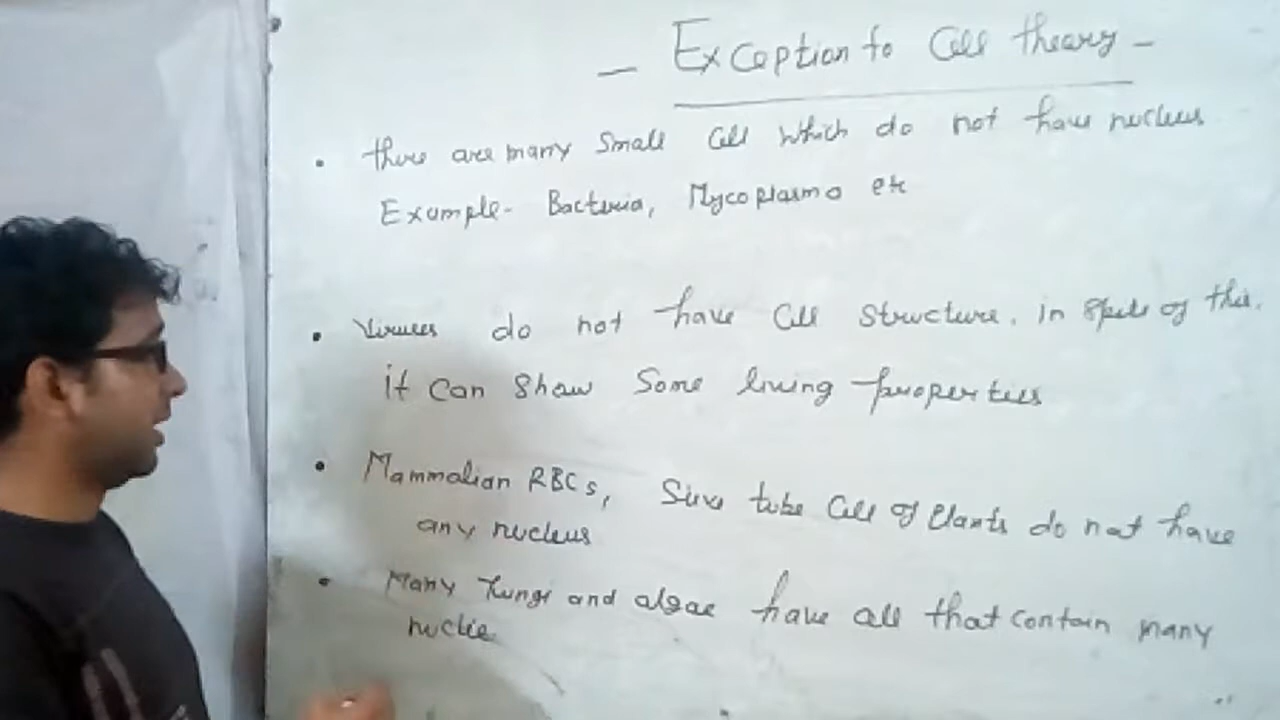 — Exception to Cell theory —
• there are many small Cell which do not have nucleus
Example- Bacteria, Mycoplasma etc
• Viruses do not have Cell structure. in spite of this.
it can show some living properties
• Mammalian RBCs, Sieve tube Cell of Plants do not have
any nucleus
• Many fungi and algae have cell that contain many
nuclie